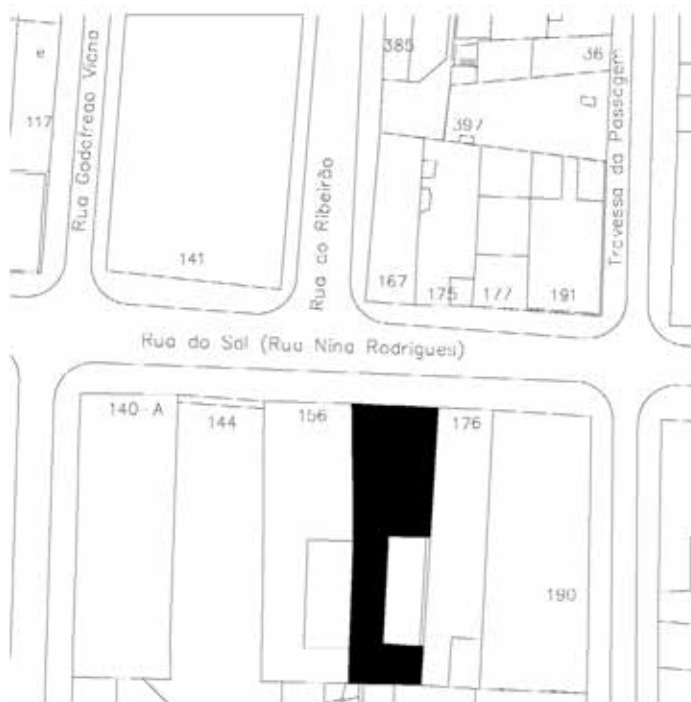 385
36
117
Rua Godofredo Viana
397
Rua do Ribeirão
Travessa da Passagem
141
167
175
177
191
Rua do Sol (Rua Nina Rodrigues)
140-A
144
156
176
190